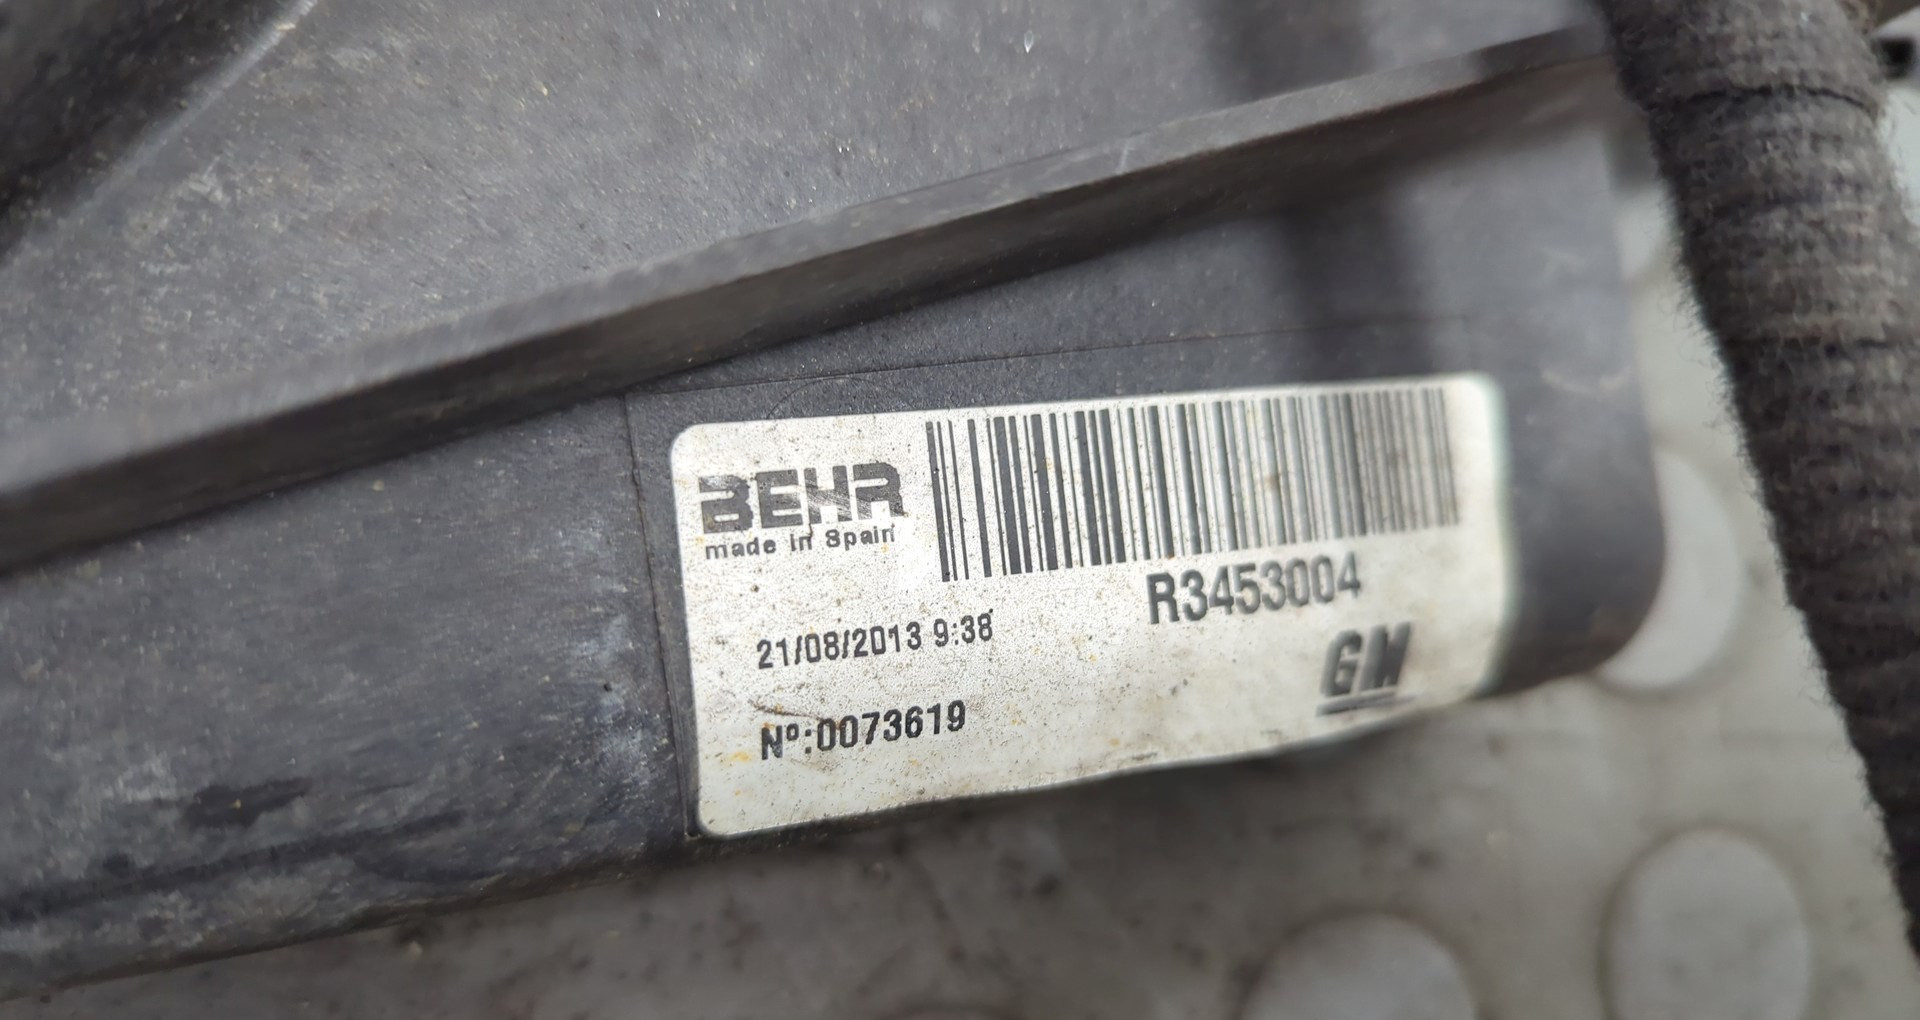 BEHR
made in Spain
R3453004
21/08/2013 9:38
GM
Nº:0073619